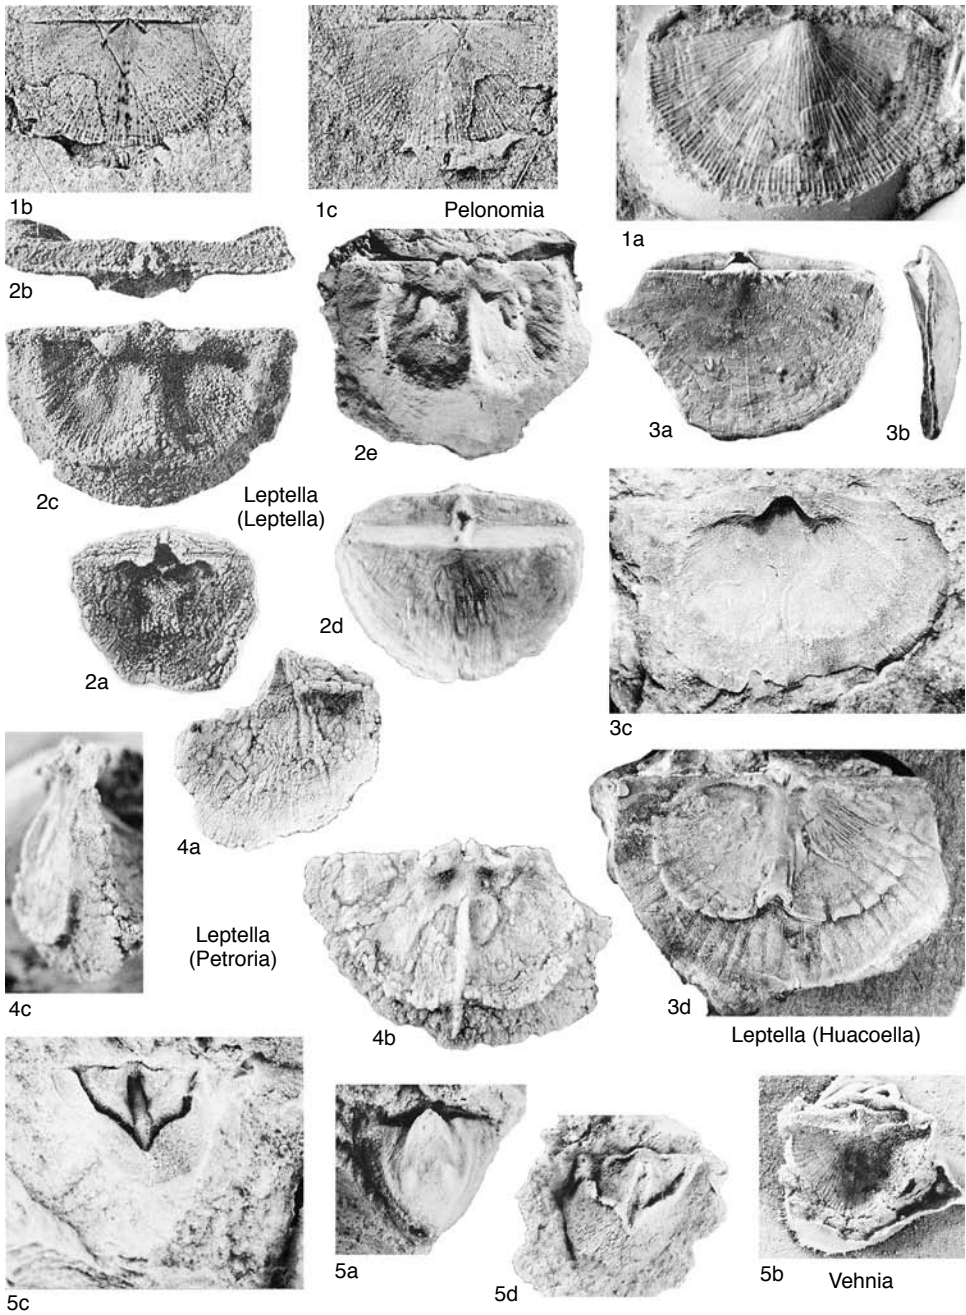 1b
1c
Pelonomia
1a
2b
2c
2e
3a
3b
Leptella
(Leptella)
2a
2d
3c
4a
4c
Leptella
(Petroria)
4b
3d
Leptella (Huacoella)
5c
5a
5d
5b
Vehnia